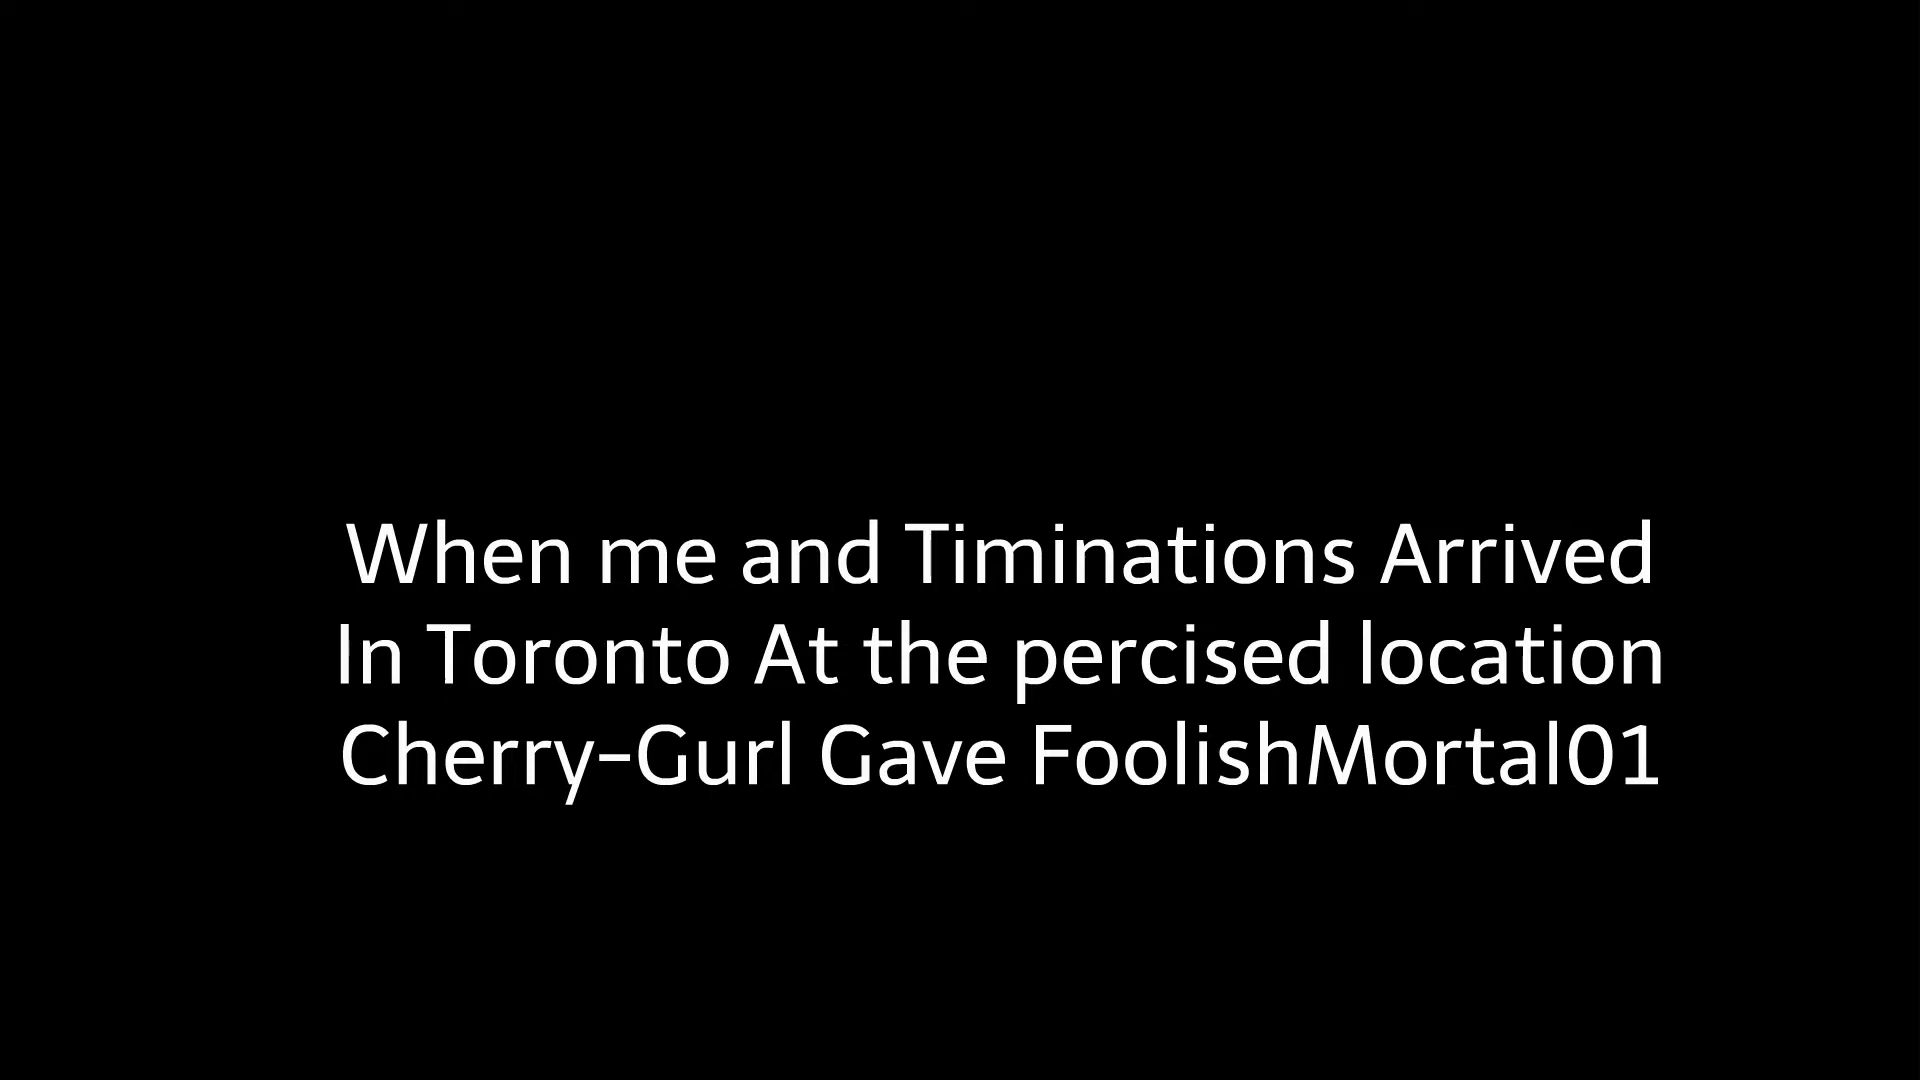 When me and Timinations Arrived
In Toronto At the percised location
Cherry-Gurl Gave FoolishMortal01